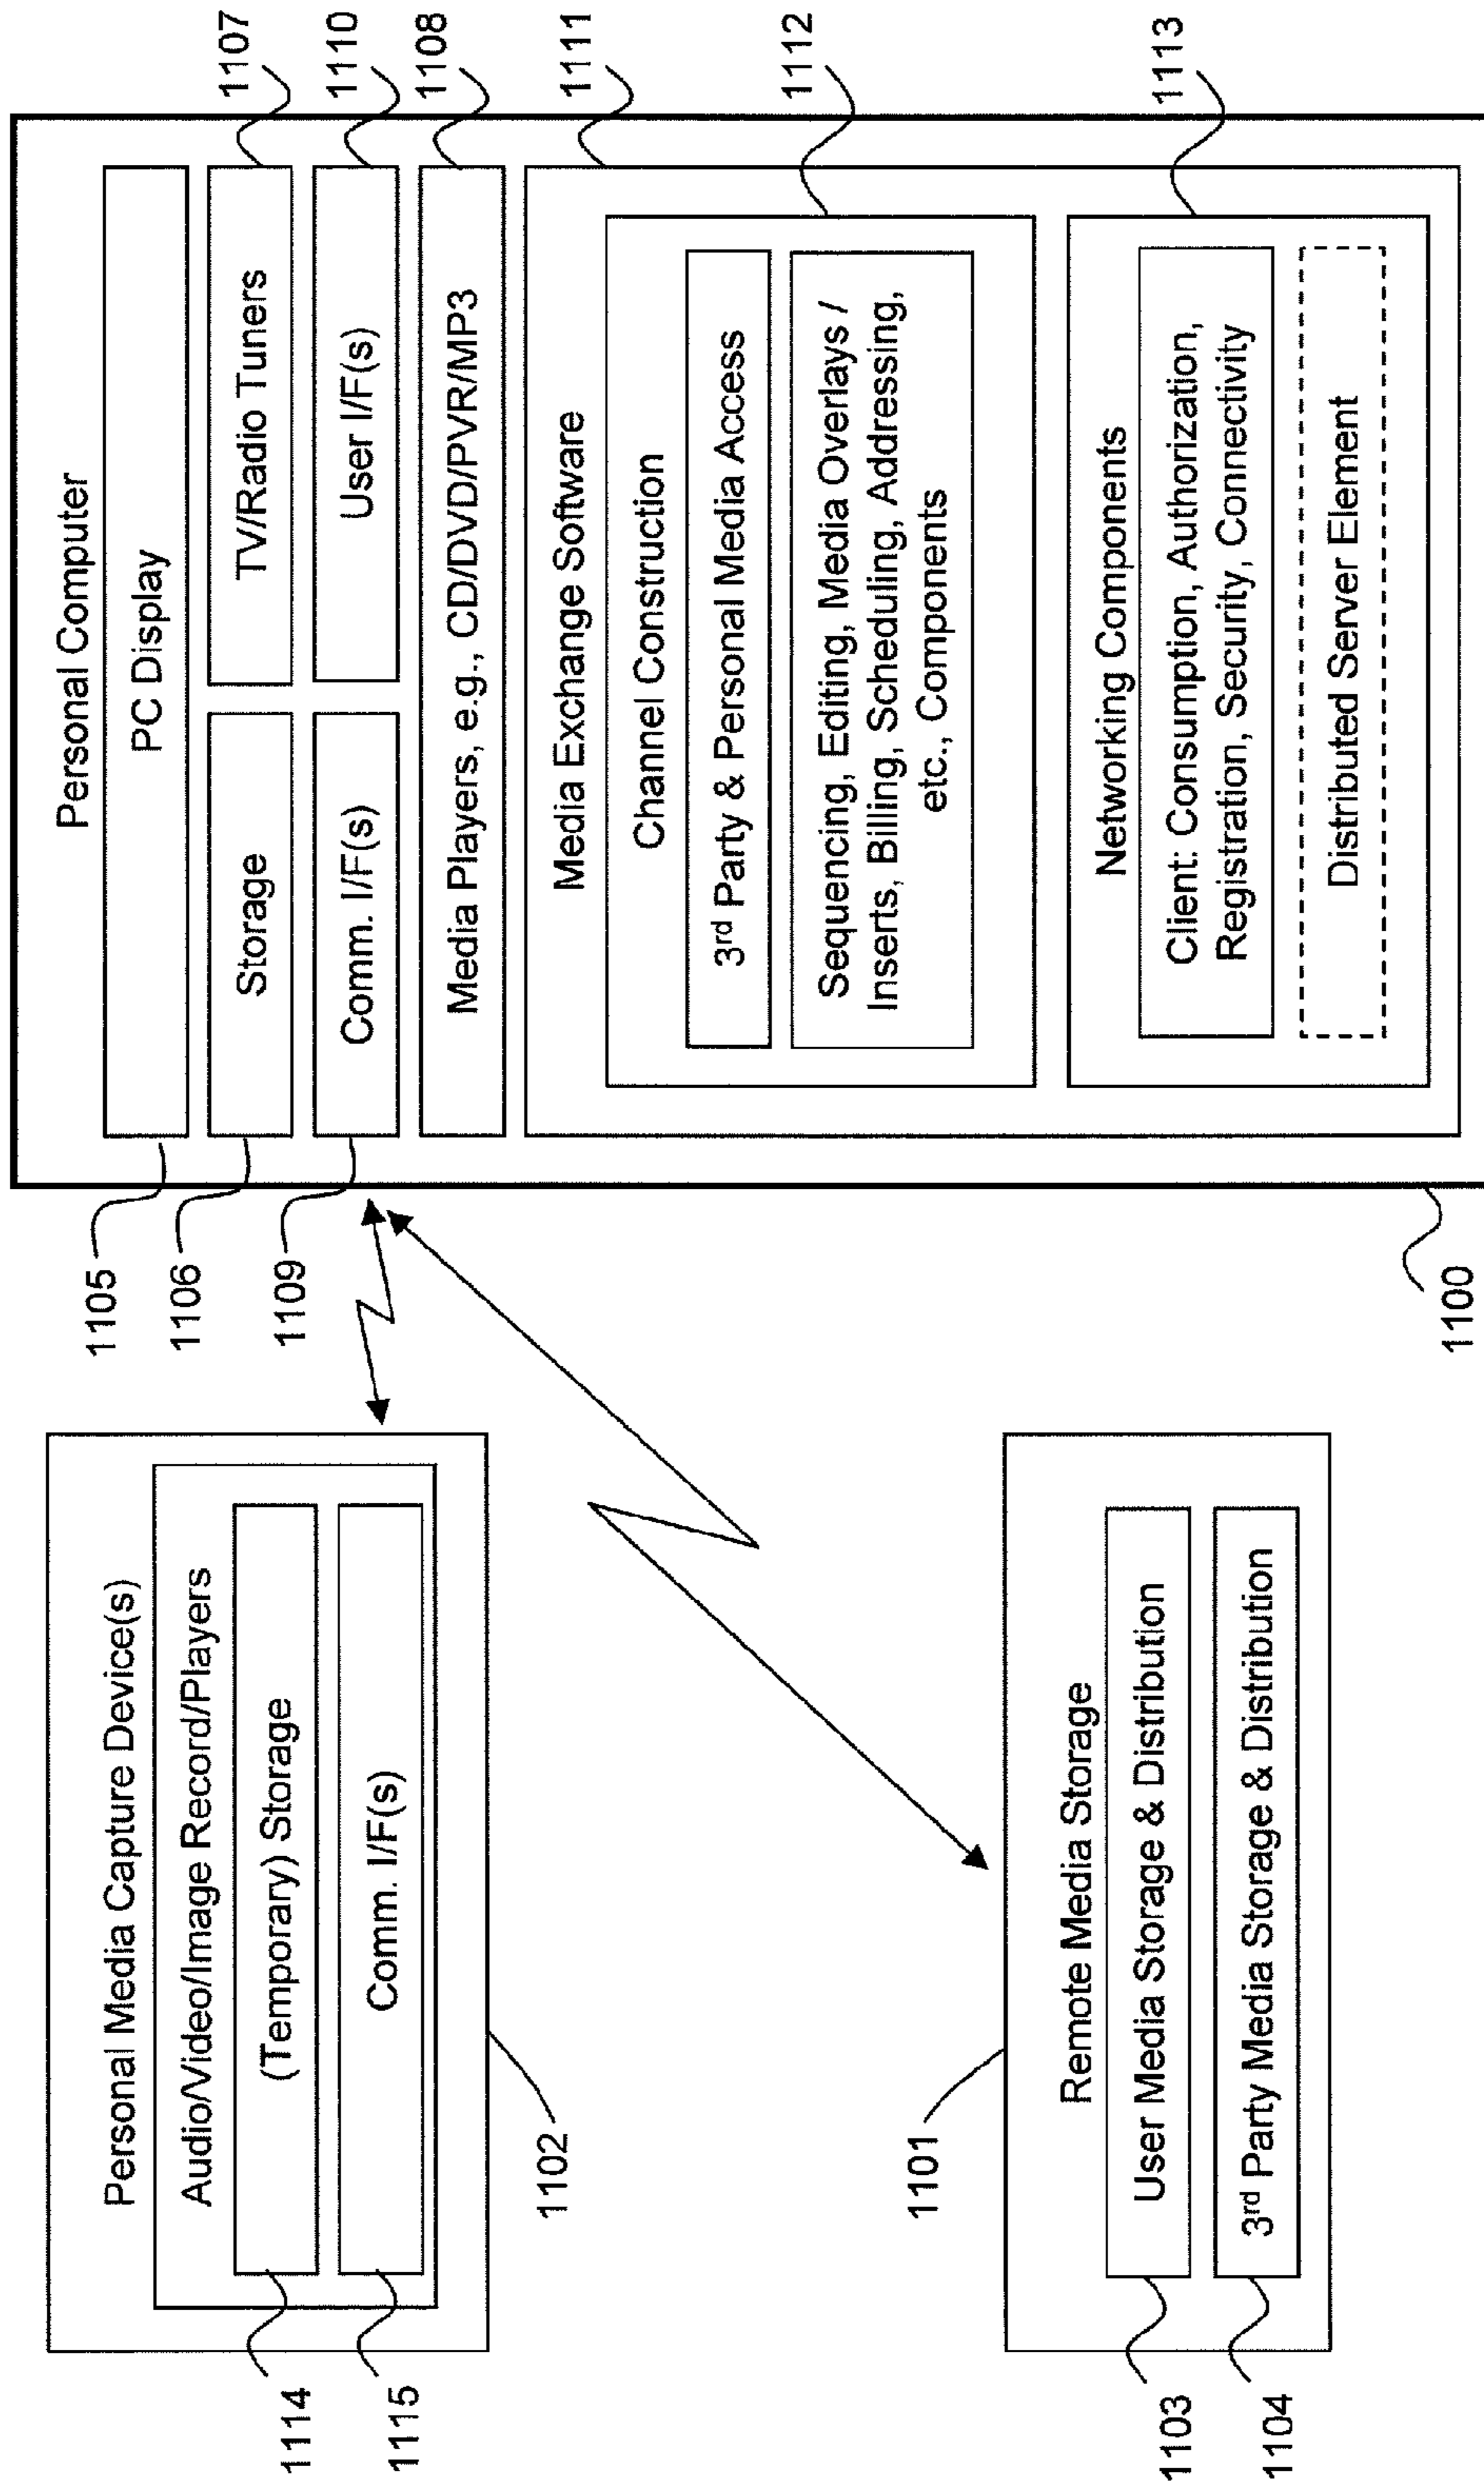 Personal Media Capture Device(s)
Audio/Video/Image Record/Players
(Temporary) Storage
Comm. I/F(s)
1114
1115
1102
1101
Remote Media Storage
User Media Storage & Distribution
3rd Party Media Storage & Distribution
1103
1104
Personal Computer
PC Display
Storage
TV/Radio Tuners
Comm. I/F(s)
User I/F(s)
Media Players, e.g., CD/DVD/PVR/MP3
Media Exchange Software
Channel Construction
3rd Party & Personal Media Access
Sequencing, Editing, Media Overlays /
Inserts, Billing, Scheduling, Addressing,
etc., Components
Networking Components
Client: Consumption, Authorization,
Registration, Security, Connectivity
Distributed Server Element
1105
1106
1109
1100
1107
1110
1108
1111
1112
1113